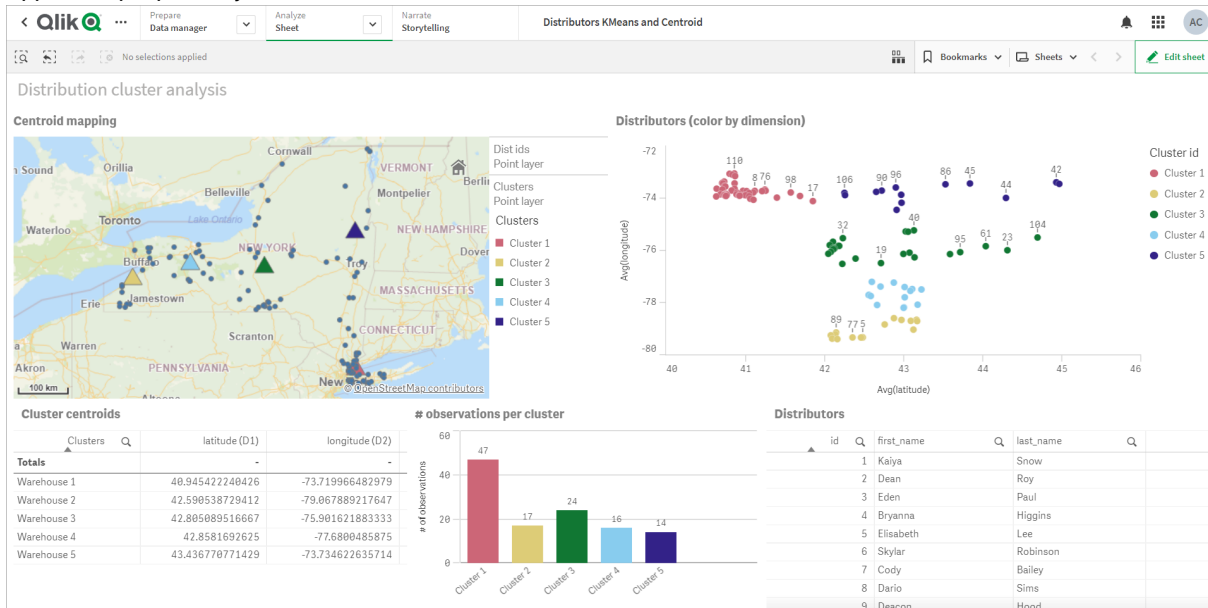 Qlik
Prepare
Data manager
Analyze
Sheet
Narrate
Storytelling
Distributors KMeans and Centroid
AC
No selections applied
Bookmarks
Sheets
Edit sheet
Distribution cluster analysis
Centroid mapping
Sound
Orillia
Cornwall
Belleville
VERMONT
Montpelier
Berlin
Waterloo
Toronto
Lake Ontario
NEW HAMPSHIRE
Buffalo
NEW YORK
Troy
Dover
Erie
Jamestown
MASSACHUSETTS
Scranton
CONNECTICUT
Warren
Akron
PENNSYLVANIA
New
100 km
© OpenStreetMap contributors
Dist ids
Point layer
Clusters
Point layer
Clusters
Cluster 1
Cluster 2
Cluster 3
Cluster 4
Cluster 5
Distributors (color by dimension)
Avg(longitude)
-72
-74
-76
-78
-80
110
8 76
98
17
106
90 96
86
45
44
42
32
19
40
95
61
23
104
89
77 5
40
41
42
43
44
45
46
Avg(latitude)
Cluster id
Cluster 1
Cluster 2
Cluster 3
Cluster 4
Cluster 5
Cluster centroids
Clusters latitude (D1) longitude (D2)
Totals - -
Warehouse 1 40.945422240426 -73.719966482979
Warehouse 2 42.590538729412 -79.067889217647
Warehouse 3 42.805089516667 -75.901621883333
Warehouse 4 42.8581692625 -77.6800485875
Warehouse 5 43.436770771429 -73.734622635714
# observations per cluster
# of observations
60
40
20
0
47
17
24
16
14
Cluster 1
Cluster 2
Cluster 3
Cluster 4
Cluster 5
Distributors
id first_name last_name
1 Kaiya Snow
2 Dean Roy
3 Eden Paul
4 Bryanna Higgins
5 Elisabeth Lee
6 Skylar Robinson
7 Cody Bailey
8 Dario Sims
9 Deacon Hood